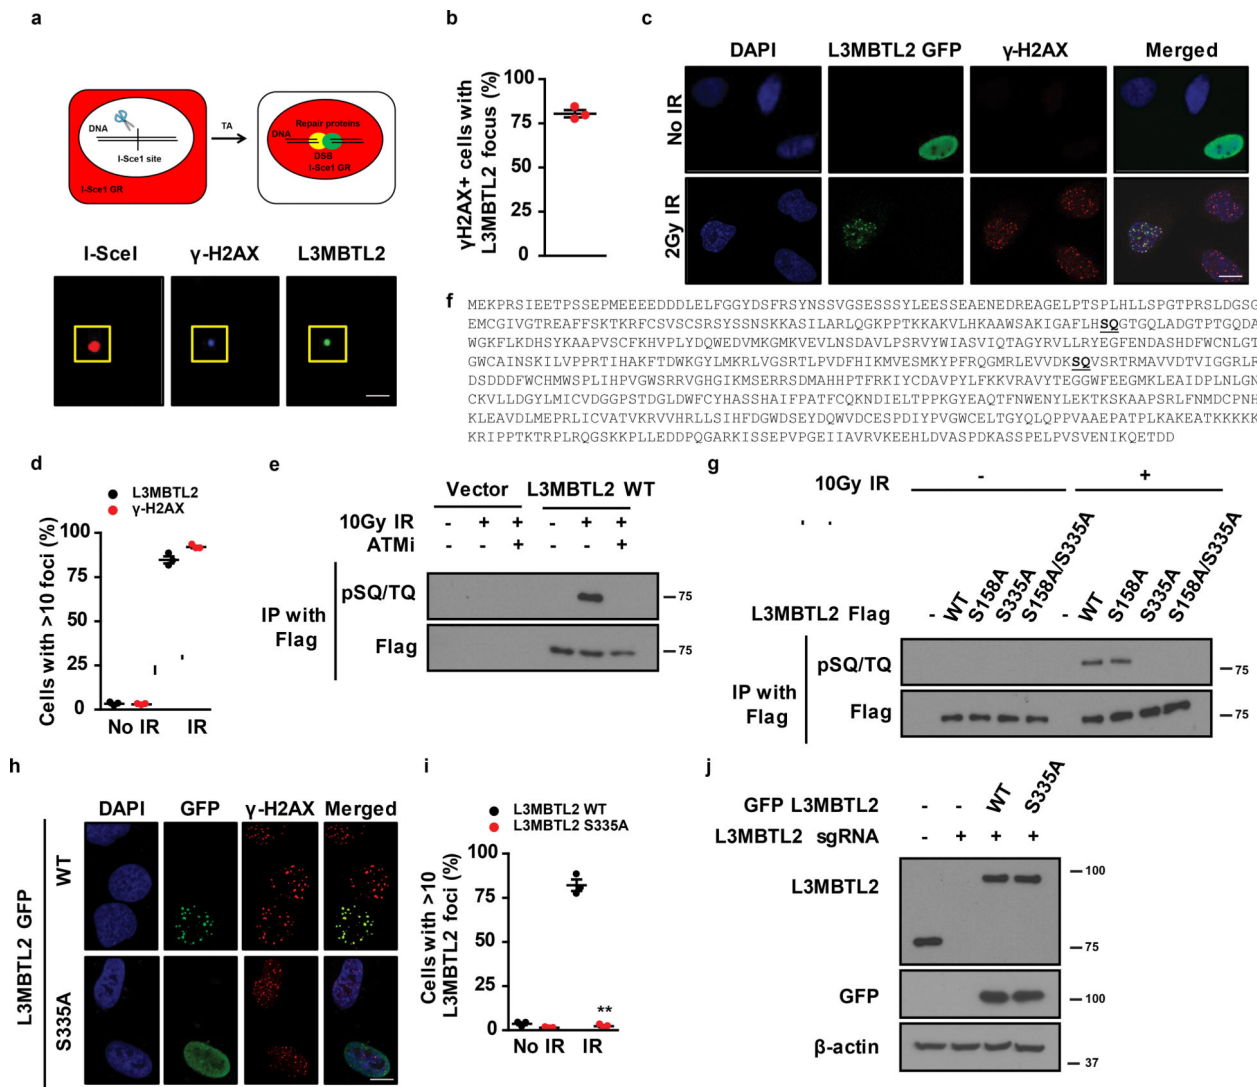 a
DNA
I-Sce1 site
I-Sce1 GR
TA
Repair proteins
DNA
DSB
I-Sce1 GR
I-SceI γ-H2AX L3MBTL2
b
γH2AX+ cells with
L3MBTL2 focus (%)
100
75
50
25
0
c
DAPI L3MBTL2 GFP γ-H2AX Merged
No IR
2Gy IR
f
MEKPRSIEETPSSEPMEEEEDDDLELFGGYDSFRSYNSSVGSESSSYLEESSEAENEDREAGELPTSPLHLLSPGTPRSLDGSG
EMCGIVGTREAFFSKTKRFCSVSCSRSYSSNSKKASILARLQGKPPTKKAKVLHKAAWSAKIGAFLHSQGTGQLADGTPTGQDA
WGKFLKDHSYKAAPVSCFKHVPLYDQWEDVMKGMKVEVLNSDAVLPSRVYWIASVIQTAGYRVLLRYEGFENDASHDFWCNLGT
GWCAINSKILVPPRTIHAKFTDWKGYLMKRLVGSRTLPVDFHIKMVESMKYPFRQGMRLEVVDKSQVSRTRMAVVDTVIGGRLR
DSDDDFWCHMWSPLIHPVGWSRRVGHGIKMSERRSDMAHHPTFRKIYCDAVPYLFKKVRAVYTEGGWFEEGMKLEAIDPLNLGN
CKVLLDGYLMICVDGGPSTDGLDWFCYHASSHAIFPATFCQKNDIELTPPKGYEAQTFNWENYLEKTKSKAAPSRLFNMDCPNH
KLEAVDLMEPRLICVATVKRVVHRLLSIHFDGWDSEYDQWVDCESPDIYPVGWCELTGYQLQPPVAAEPATPLKAKEATKKKKK
KRIPPTKTRPLRQGSKKPLLEDDPQGARKISSEPVPGEIIAVRVKEEHLDVASPDKASSPELPVSVENIKQETDD
d
L3MBTL2
γ-H2AX
Cells with >10 foci (%)
100
75
50
25
0
No IR IR
e
Vector L3MBTL2 WT
10Gy IR - + + - + +
ATMi - - + - - +
IP with
Flag
pSQ/TQ
75
Flag
75
g
10Gy IR - +
L3MBTL2 Flag - WT S158A S335A S158A/S335A - WT S158A S335A S158A/S335A
IP with
Flag
pSQ/TQ
75
Flag
75
h
DAPI GFP γ-H2AX Merged
L3MBTL2 GFP
WT
S335A
i
L3MBTL2 WT
L3MBTL2 S335A
Cells with >10
L3MBTL2 foci (%)
100
75
50
25
0
**
No IR IR
j
GFP L3MBTL2 - - WT S335A
L3MBTL2 sgRNA - + + +
L3MBTL2
100
75
GFP
100
β-actin
37